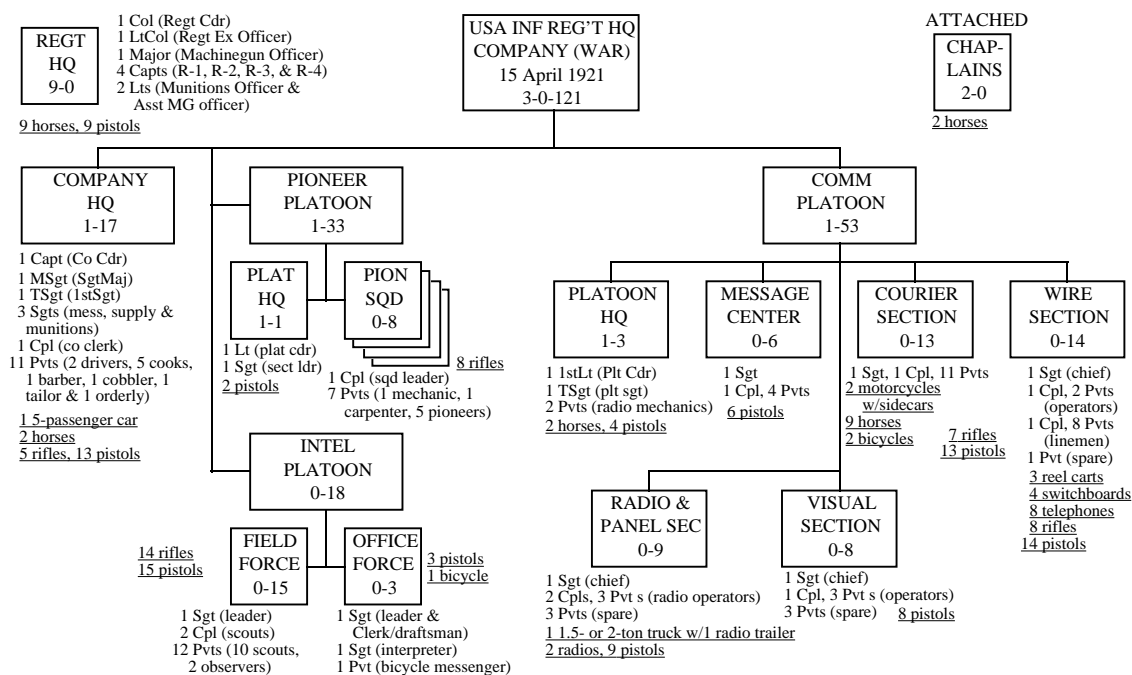 REGT
HQ
9-0
1 Col (Regt Cdr)
1 LtCol (Regt Ex Officer)
1 Major (Machinegun Officer)
4 Capts (R-1, R-2, R-3, & R-4)
2 Lts (Munitions Officer &
Asst MG officer)
9 horses, 9 pistols
USA INF REG'T HQ
COMPANY (WAR)
15 April 1921
3-0-121
ATTACHED
CHAP-
LAINS
2-0
2 horses
COMPANY
HQ
1-17
1 Capt (Co Cdr)
1 MSgt (SgtMaj)
1 TSgt (1stSgt)
3 Sgts (mess, supply &
munitions)
1 Cpl (co clerk)
11 Pvts (2 drivers, 5 cooks,
1 barber, 1 cobbler, 1
tailor & 1 orderly)
1 5-passenger car
2 horses
5 rifles, 13 pistols
PIONEER
PLATOON
1-33
PLAT
HQ
1-1
1 Lt (plat cdr)
1 Sgt (sect ldr)
2 pistols
PION
SQD
0-8
8 rifles
1 Cpl (sqd leader)
7 Pvts (1 mechanic, 1
carpenter, 5 pioneers)
INTEL
PLATOON
0-18
14 rifles
15 pistols
FIELD
FORCE
0-15
1 Sgt (leader)
2 Cpl (scouts)
12 Pvts (10 scouts,
2 observers)
OFFICE
FORCE
0-3
3 pistols
1 bicycle
1 Sgt (leader &
Clerk/draftsman)
1 Sgt (interpreter)
1 Pvt (bicycle messenger)
COMM
PLATOON
1-53
PLATOON
HQ
1-3
1 1stLt (Plt Cdr)
1 TSgt (plt sgt)
2 Pvts (radio mechanics)
2 horses, 4 pistols
MESSAGE
CENTER
0-6
1 Sgt
1 Cpl, 4 Pvts
6 pistols
COURIER
SECTION
0-13
1 Sgt, 1 Cpl, 11 Pvts
2 motorcycles
w/sidecars
9 horses
2 bicycles
7 rifles
13 pistols
WIRE
SECTION
0-14
1 Sgt (chief)
1 Cpl, 2 Pvts
(operators)
1 Cpl, 8 Pvts
(linemen)
1 Pvt (spare)
3 reel carts
4 switchboards
8 telephones
8 rifles
14 pistols
RADIO &
PANEL SEC
0-9
1 Sgt (chief)
2 Cpls, 3 Pvt s (radio operators)
3 Pvts (spare)
1 1.5- or 2-ton truck w/1 radio trailer
2 radios, 9 pistols
VISUAL
SECTION
0-8
1 Sgt (chief)
1 Cpl, 3 Pvt s (operators)
3 Pvts (spare)
8 pistols